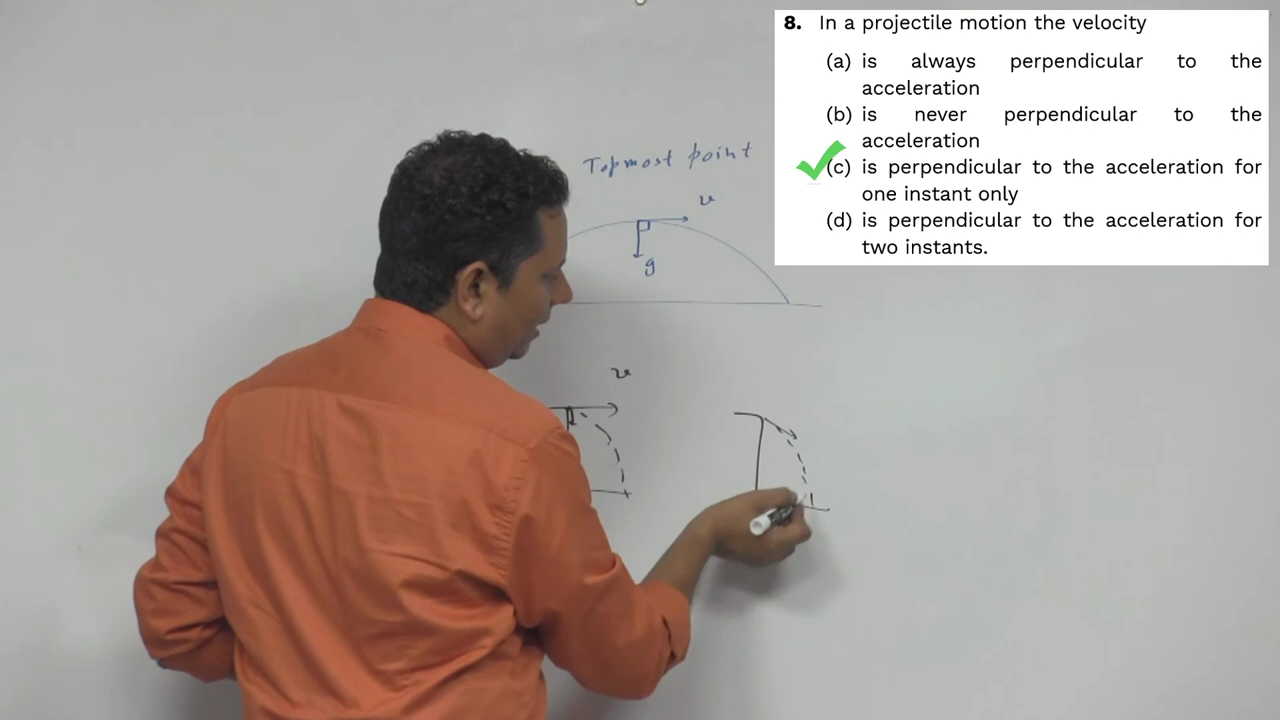 8. In a projectile motion the velocity
(a) is always perpendicular to the
acceleration
(b) is never perpendicular to the
acceleration
(c) is perpendicular to the acceleration for
one instant only
(d) is perpendicular to the acceleration for
two instants.
Topmost point
v
g
v